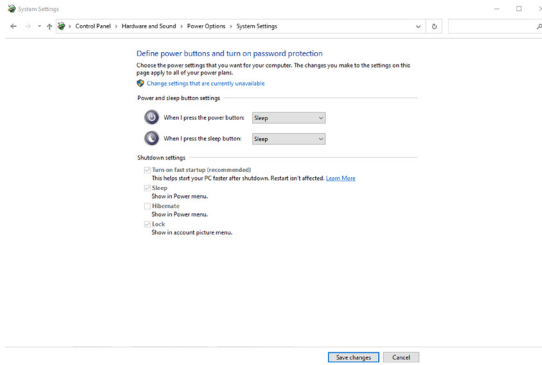 System Settings
Control Panel > Hardware and Sound > Power Options > System Settings
Define power buttons and turn on password protection
Choose the power settings that you want for your computer. The changes you make to the settings on this
page apply to all of your power plans.
Change settings that are currently unavailable
Power and sleep button settings
When I press the power button: Sleep
When I press the sleep button: Sleep
Shutdown settings
Turn on fast startup (recommended)
This helps start your PC faster after shutdown. Restart isn't affected. Learn More
Sleep
Show in Power menu.
Hibernate
Show in Power menu.
Lock
Show in account picture menu.
Save changes Cancel